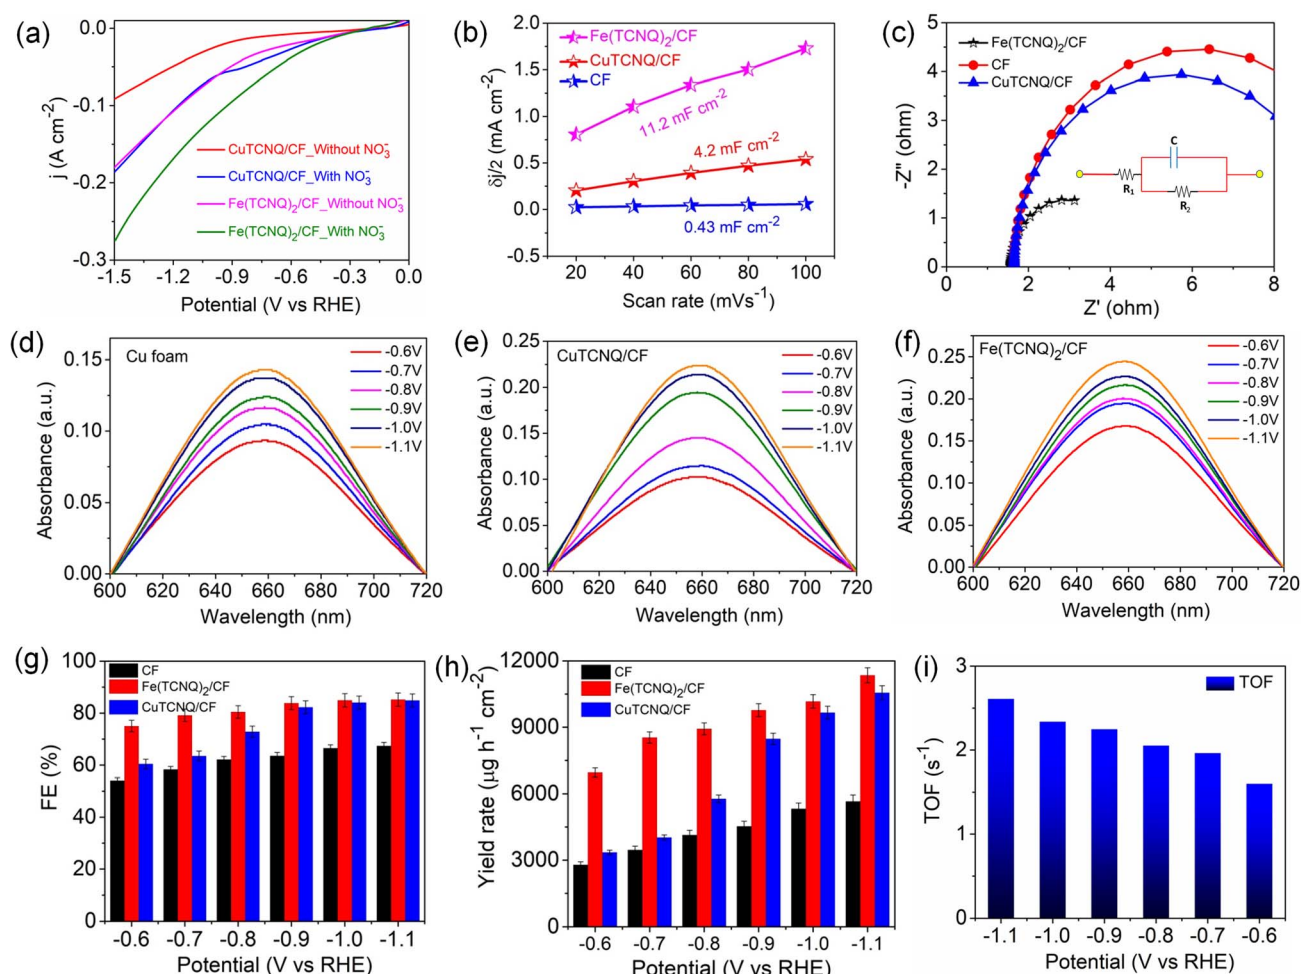 (a)
0.0
-0.1
-0.2
-0.3
j (A cm⁻²)
CuTCNQ/CF_Without NO₃⁻
CuTCNQ/CF_With NO₃⁻
Fe(TCNQ)₂/CF_Without NO₃⁻
Fe(TCNQ)₂/CF_With NO₃⁻
-1.5 -1.2 -0.9 -0.6 -0.3 0.0
Potential (V vs RHE)
(b)
2.0
1.5
1.0
0.5
0.0
-0.5
δj/2 (mA cm⁻²)
Fe(TCNQ)₂/CF
CuTCNQ/CF
CF
11.2 mF cm⁻²
4.2 mF cm⁻²
0.43 mF cm⁻²
20 40 60 80 100
Scan rate (mVs⁻¹)
(c)
5
4
3
2
1
0
-Z" (ohm)
Fe(TCNQ)₂/CF
CF
CuTCNQ/CF
C
R₁
R₂
0 2 4 6 8
Z' (ohm)
(d)
0.15
0.10
0.05
0.00
Absorbance (a.u.)
Cu foam
-0.6V
-0.7V
-0.8V
-0.9V
-1.0V
-1.1V
600 620 640 660 680 700 720
Wavelength (nm)
(e)
0.25
0.20
0.15
0.10
0.05
0.00
Absorbance (a.u.)
CuTCNQ/CF
-0.6V
-0.7V
-0.8V
-0.9V
-1.0V
-1.1V
600 620 640 660 680 700 720
Wavelength (nm)
(f)
0.25
0.20
0.15
0.10
0.05
0.00
Absorbance (a.u.)
Fe(TCNQ)₂/CF
-0.6V
-0.7V
-0.8V
-0.9V
-1.0V
-1.1V
600 620 640 660 680 700 720
Wavelength (nm)
(g)
100
80
60
40
20
0
FE (%)
CF
Fe(TCNQ)₂/CF
CuTCNQ/CF
-0.6 -0.7 -0.8 -0.9 -1.0 -1.1
Potential (V vs RHE)
(h)
12000
9000
6000
3000
0
Yield rate (µg h⁻¹ cm⁻²)
CF
Fe(TCNQ)₂/CF
CuTCNQ/CF
-0.6 -0.7 -0.8 -0.9 -1.0 -1.1
Potential (V vs RHE)
(i)
3
2
1
0
TOF (s⁻¹)
TOF
-1.1 -1.0 -0.9 -0.8 -0.7 -0.6
Potential (V vs RHE)